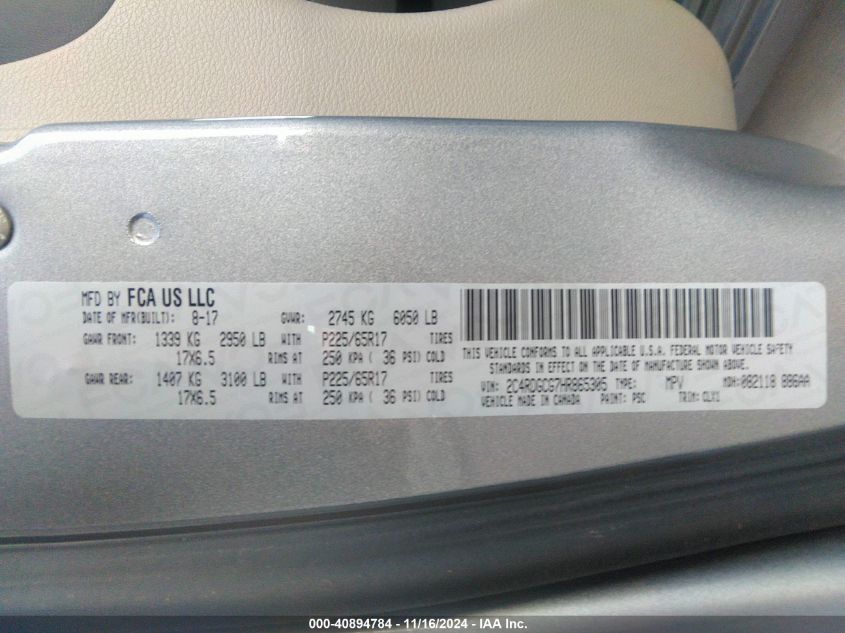 MFD BY FCA US LLC
DATE OF MFR(BUILT): 8-17 GVWR: 2745 KG 6050 LB
GAWR FRONT: 1339 KG 2950 LB WITH P225/65R17 TIRES
17X6.5 RIMS AT 250 KPA ( 36 PSI) COLD
GAWR REAR: 1407 KG 3100 LB WITH P225/65R17 TIRES
17X6.5 RIMS AT 250 KPA ( 36 PSI) COLD
THIS VEHICLE CONFORMS TO ALL APPLICABLE U.S.A. FEDERAL MOTOR VEHICLE SAFETY
STANDARDS IN EFFECT ON THE DATE OF MANUFACTURE SHOWN ABOVE.
VIN: 2C4RDGCG7HR865305 TYPE: MPV MDH: 082118 886AA
VEHICLE MADE IN CANADA PAINT: PSC TRIM:
000-40894784 - 11/16/2024 - IAA Inc.